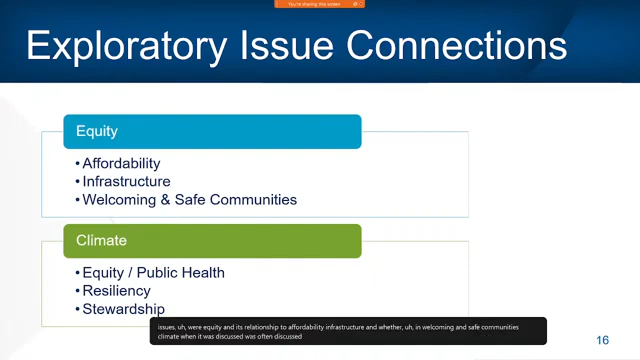 You're sharing this screen
Exploratory Issue Connections
Equity
•Affordability
•Infrastructure
•Welcoming & Safe Communities
Climate
•Equity / Public Health
•Resiliency
•Stewardship
issues, uh, were equity and its relationship to affordability infrastructure and whether, uh, in welcoming and safe communities
climate when it was discussed was often discussed
16